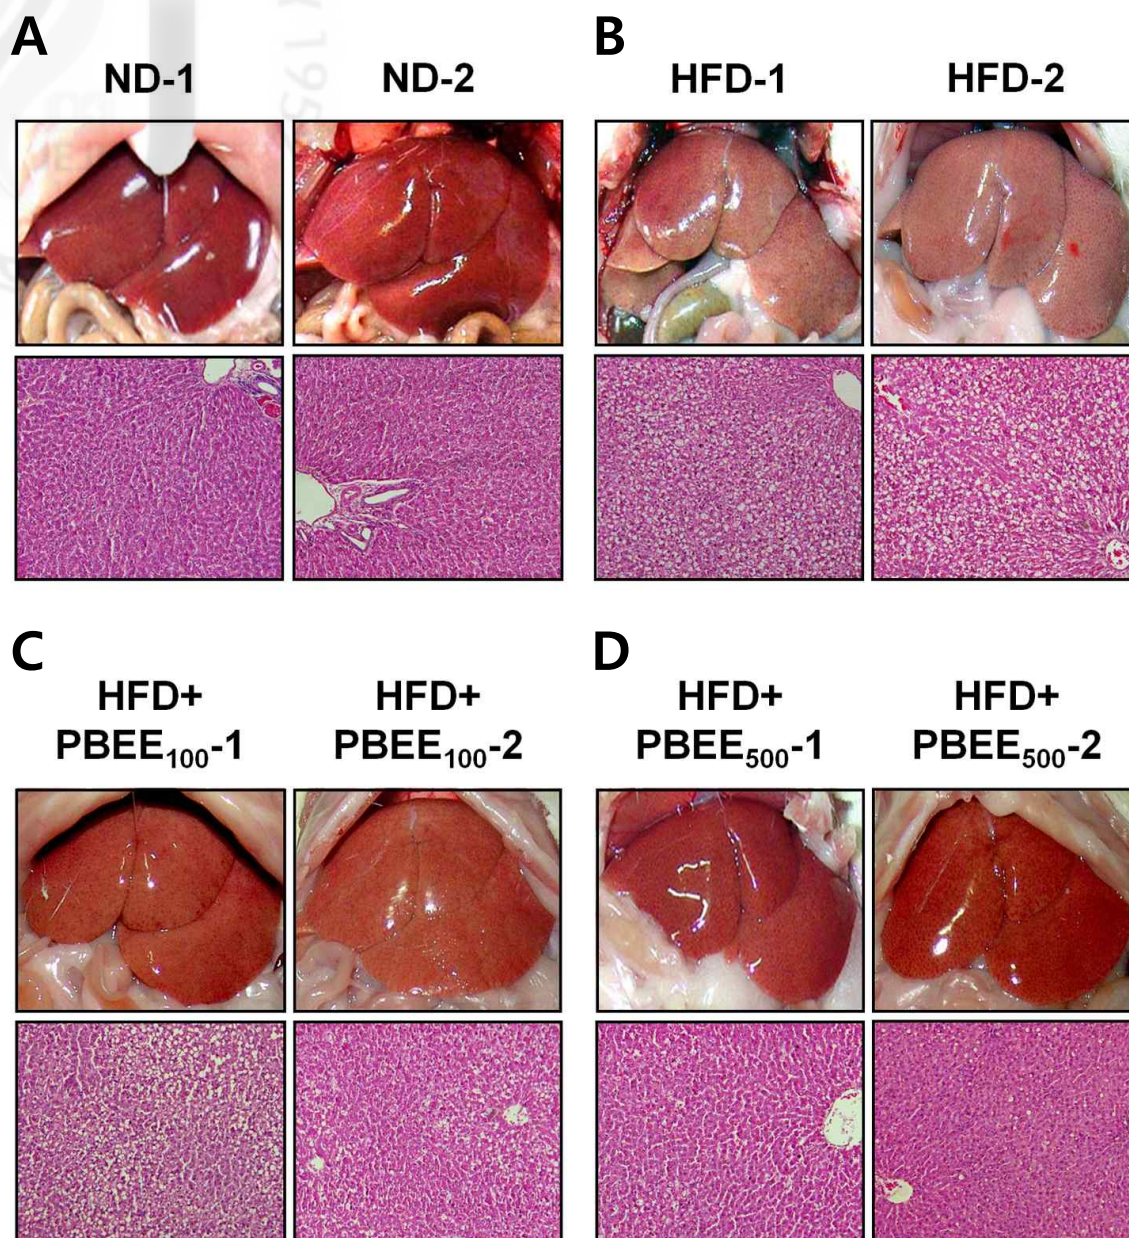 A
ND-1
ND-2
B
HFD-1
HFD-2
C
HFD+
PBEE100-1
HFD+
PBEE100-2
D
HFD+
PBEE500-1
HFD+
PBEE500-2